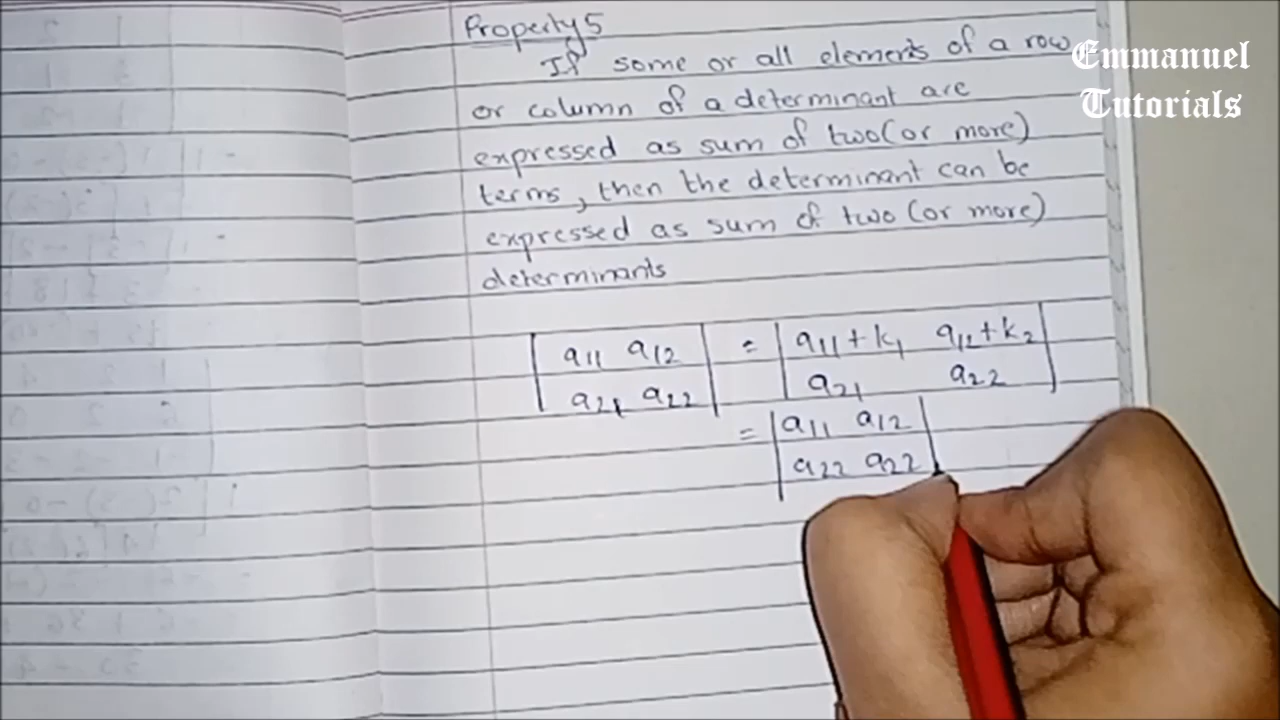 Property 5
If some or all elements of a row
or column of a determinant are
expressed as sum of two (or more)
terms, then the determinant can be
expressed as sum of two (or more)
determinants
| a11 a12 | = | a11+k1 a12+k2 |
| a21 a22 | | a21 a22 |
= | a11 a12 |
| a22 a22 |
Emmanuel
Tutorials